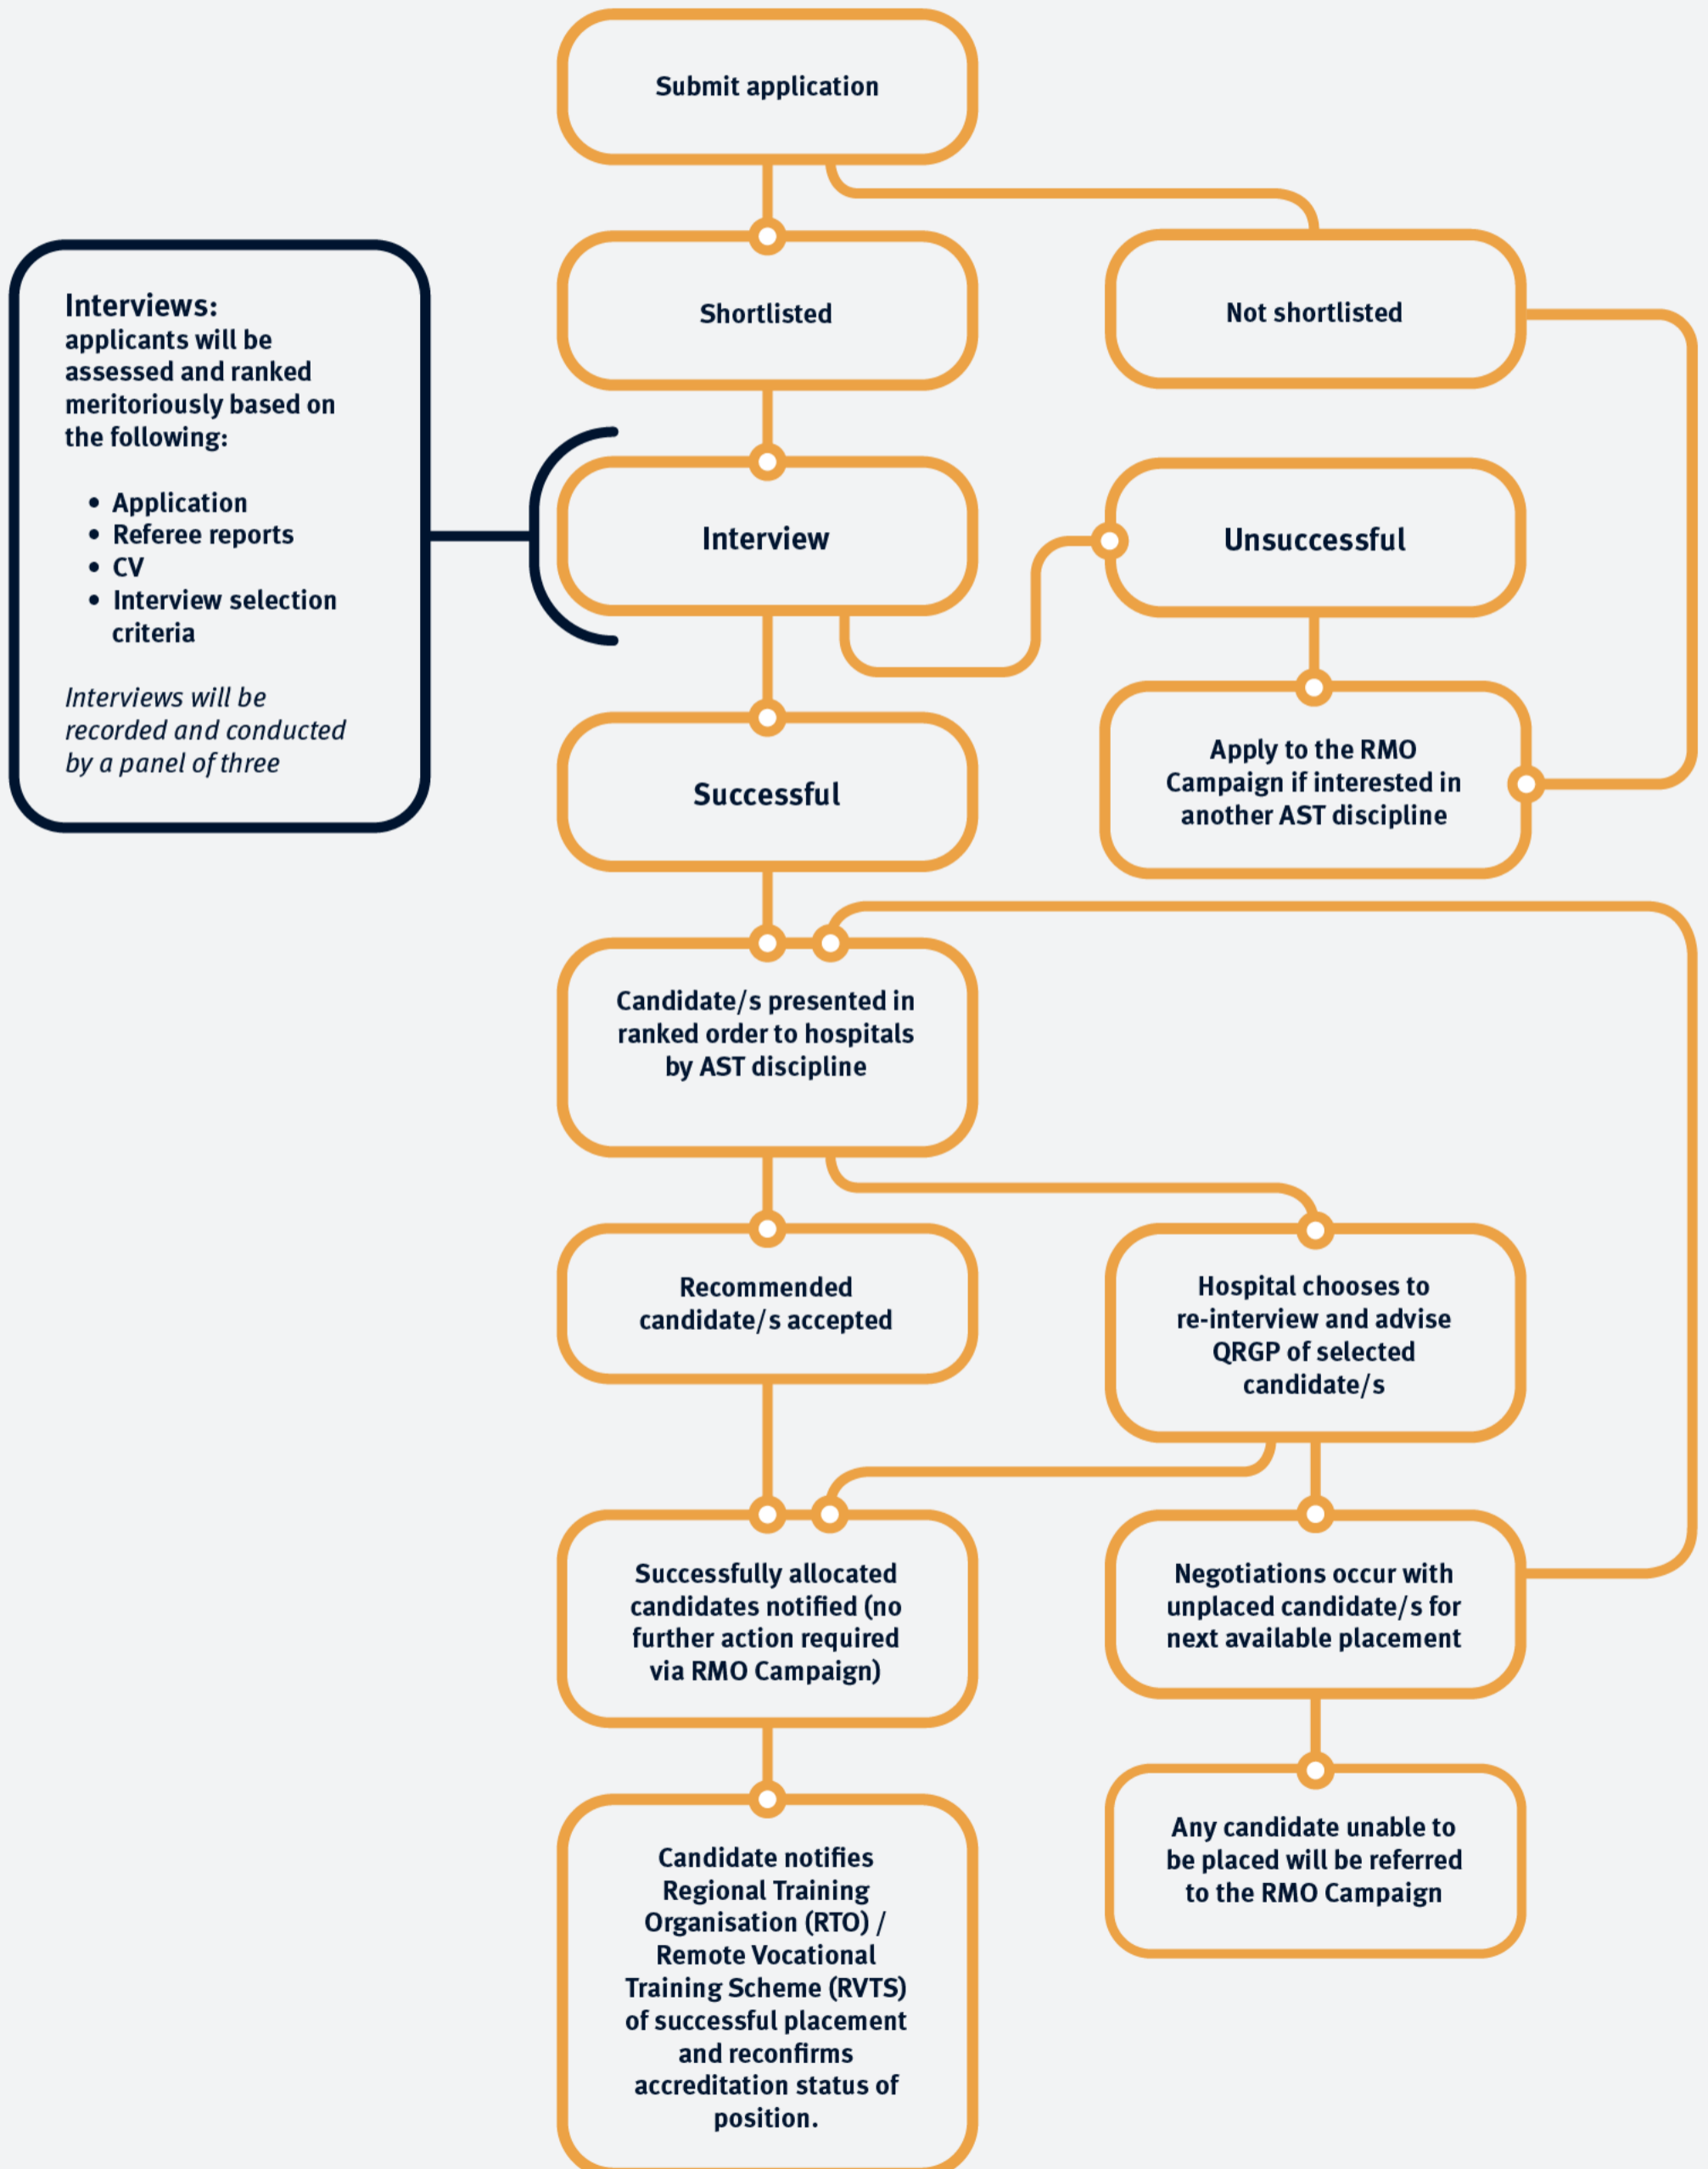 Submit application
Shortlisted
Not shortlisted
Interviews:
applicants will be
assessed and ranked
meritoriously based on
the following:
• Application
• Referee reports
• CV
• Interview selection
criteria
Interviews will be
recorded and conducted
by a panel of three
Interview
Unsuccessful
Successful
Apply to the RMO
Campaign if interested in
another AST discipline
Candidate/s presented in
ranked order to hospitals
by AST discipline
Recommended
candidate/s accepted
Hospital chooses to
re-interview and advise
QRGP of selected
candidate/s
Successfully allocated
candidates notified (no
further action required
via RMO Campaign)
Negotiations occur with
unplaced candidate/s for
next available placement
Candidate notifies
Regional Training
Organisation (RTO) /
Remote Vocational
Training Scheme (RVTS)
of successful placement
and reconfirms
accreditation status of
position.
Any candidate unable to
be placed will be referred
to the RMO Campaign